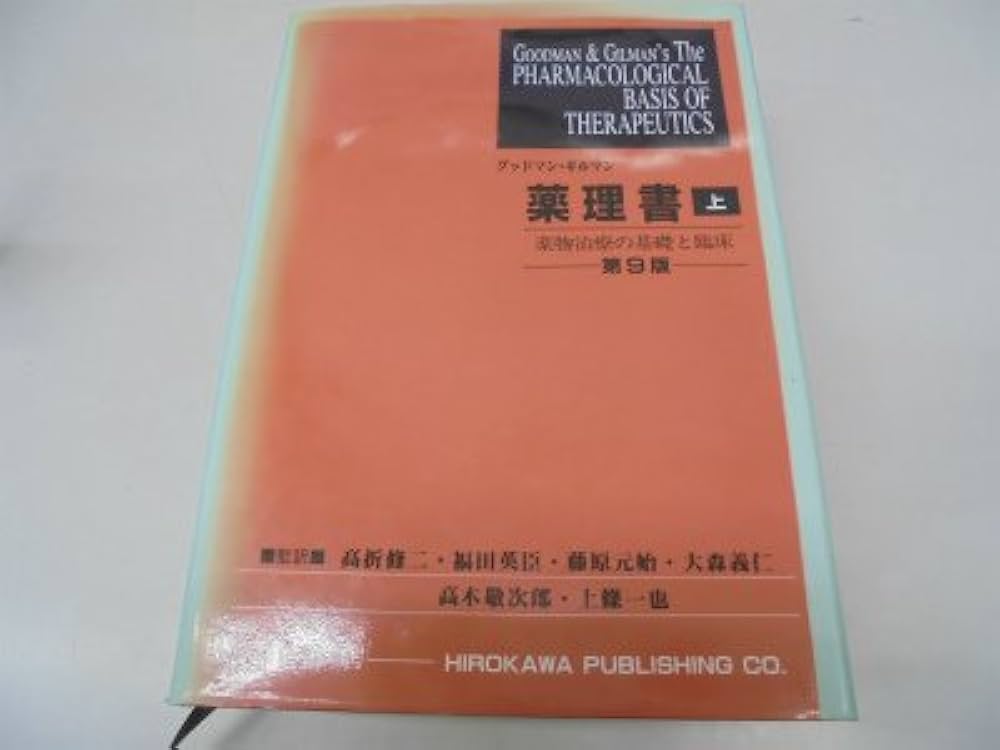 GOODMAN & GILMAN'S The
PHARMACOLOGICAL
BASIS OF
THERAPEUTICS
グッドマン・ギルマン
薬理書 上
薬物治療の基礎と臨床
第9版
監訳 高折修二・福田英臣・藤原元始・大森義仁
高木敬次郎・上條一也
HIROKAWA PUBLISHING CO.